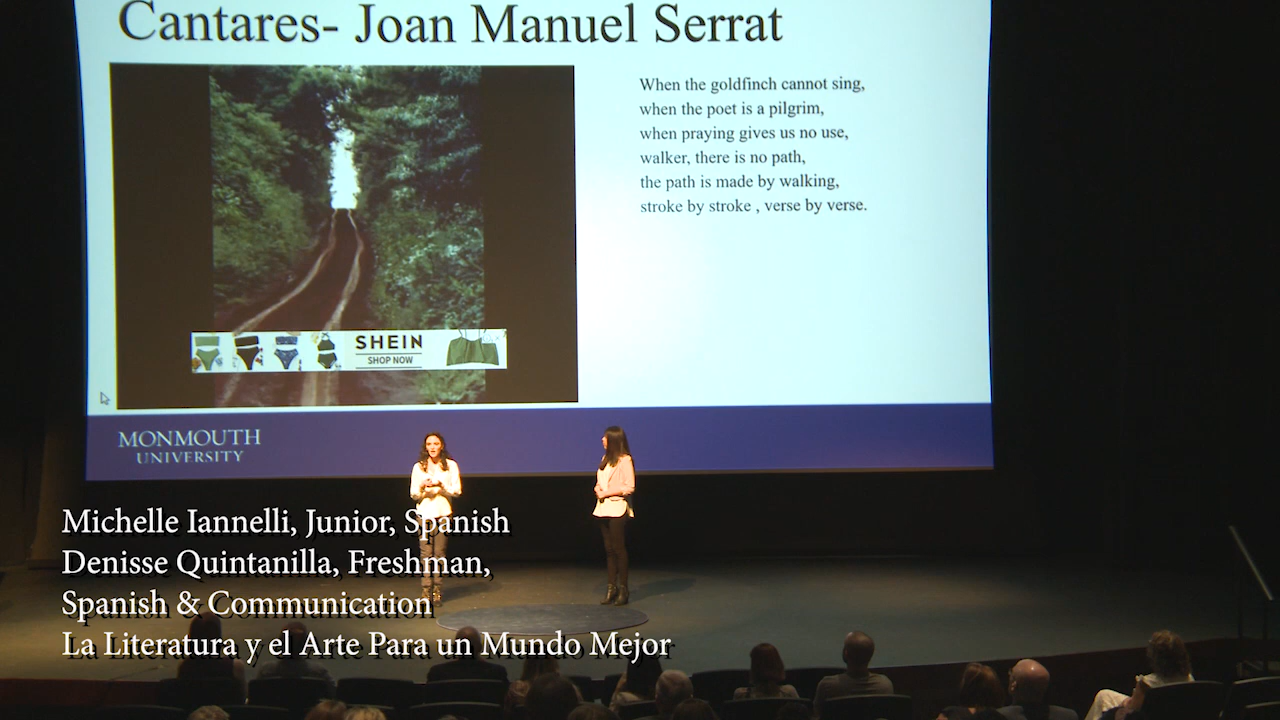 Cantares- Joan Manuel Serrat
When the goldfinch cannot sing,
when the poet is a pilgrim,
when praying gives us no use,
walker, there is no path,
the path is made by walking,
stroke by stroke , verse by verse.
SHEIN
SHOP NOW
MONMOUTH
UNIVERSITY
Michelle Iannelli, Junior, Spanish
Denisse Quintanilla, Freshman,
Spanish & Communication
La Literatura y el Arte Para un Mundo Mejor